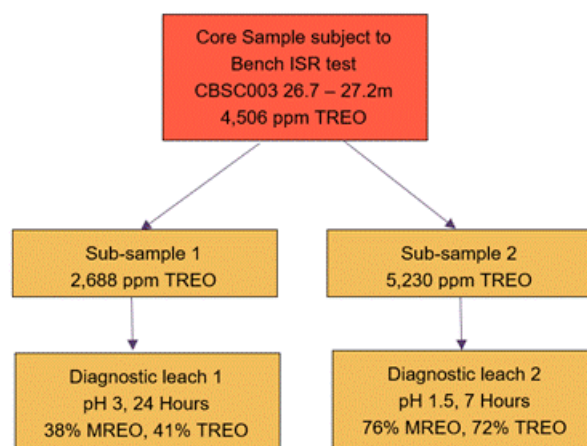 Core Sample subject to
Bench ISR test
CBSC003 26.7 – 27.2m
4,506 ppm TREO
Sub-sample 1
2,688 ppm TREO
Sub-sample 2
5,230 ppm TREO
Diagnostic leach 1
pH 3, 24 Hours
38% MREO, 41% TREO
Diagnostic leach 2
pH 1.5, 7 Hours
76% MREO, 72% TREO